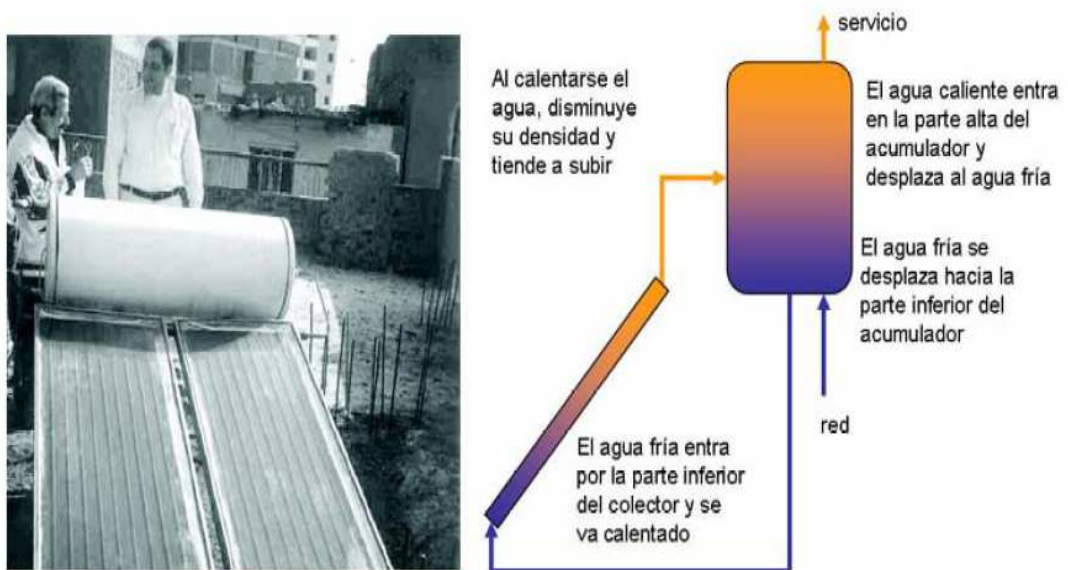 servicio
Al calentarse el
agua, disminuye
su densidad y
tiende a subir
El agua caliente entra
en la parte alta del
acumulador y
desplaza al agua fría
El agua fría se
desplaza hacia la
parte inferior del
acumulador
red
El agua fría entra
por la parte inferior
del colector y se
va calentado